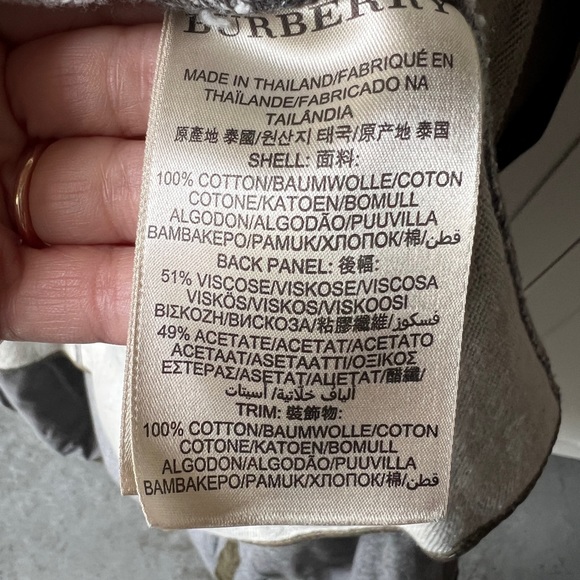 BURBERRY
MADE IN THAILAND/FABRIQUÉ EN
THAÏLANDE/FABRICADO NA
TAILÂNDIA
原產地 泰國/원산지 태국/原产地 泰国
SHELL: 面料:
100% COTTON/BAUMWOLLE/COTON
COTONE/KATOEN/BOMULL
ALGODON/ALGODÃO/PUUVILLA
ΒΑΜΒΑΚΕΡΟ/PAMUK/ХЛОПОК/棉/قطن
BACK PANEL: 後幅:
51% VISCOSE/VISKOSE/VISCOSA
VISKÖS/VISKOS/VISKOOSI
ΒΙΣΚΟΖΗ/ВИСКОЗА/粘膠纖維/فسكوز
49% ACETATE/ACETAT/ACETATO
ACETAAT/ASETAATTI/ΟΞΙΚΟΣ
ΕΣΤΕΡΑΣ/ASETAT/АЦЕТАТ/醋纖/
ألياف خلاتية/أسيتات
TRIM: 裝飾物:
100% COTTON/BAUMWOLLE/COTON
COTONE/KATOEN/BOMULL
ALGODON/ALGODÃO/PUUVILLA
ΒΑΜΒΑΚΕΡΟ/PAMUK/ХЛОПОК/棉/قطن